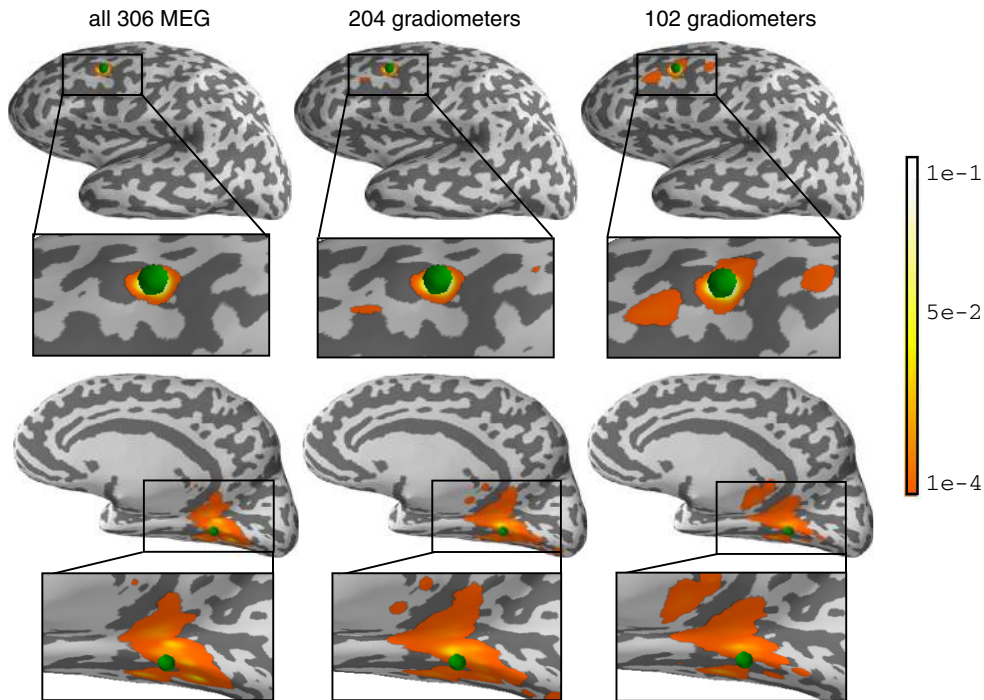 all 306 MEG
204 gradiometers
102 gradiometers
1e-1
5e-2
1e-4